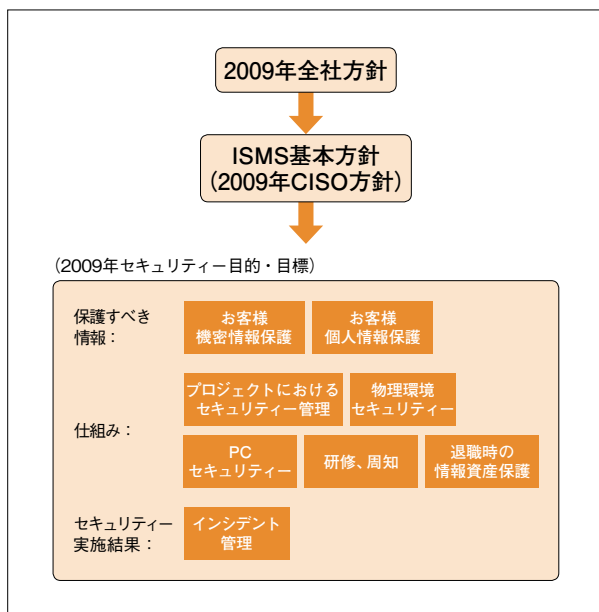 2009年全社方針
ISMS基本方針
(2009年CISO方針)
(2009年セキュリティー目的・目標)
保護すべき
情報：
お客様
機密情報保護
お客様
個人情報保護
仕組み：
プロジェクトにおける
セキュリティー管理
物理環境
セキュリティー
PC
セキュリティー
研修、周知
退職時の
情報資産保護
セキュリティー
実施結果：
インシデント
管理